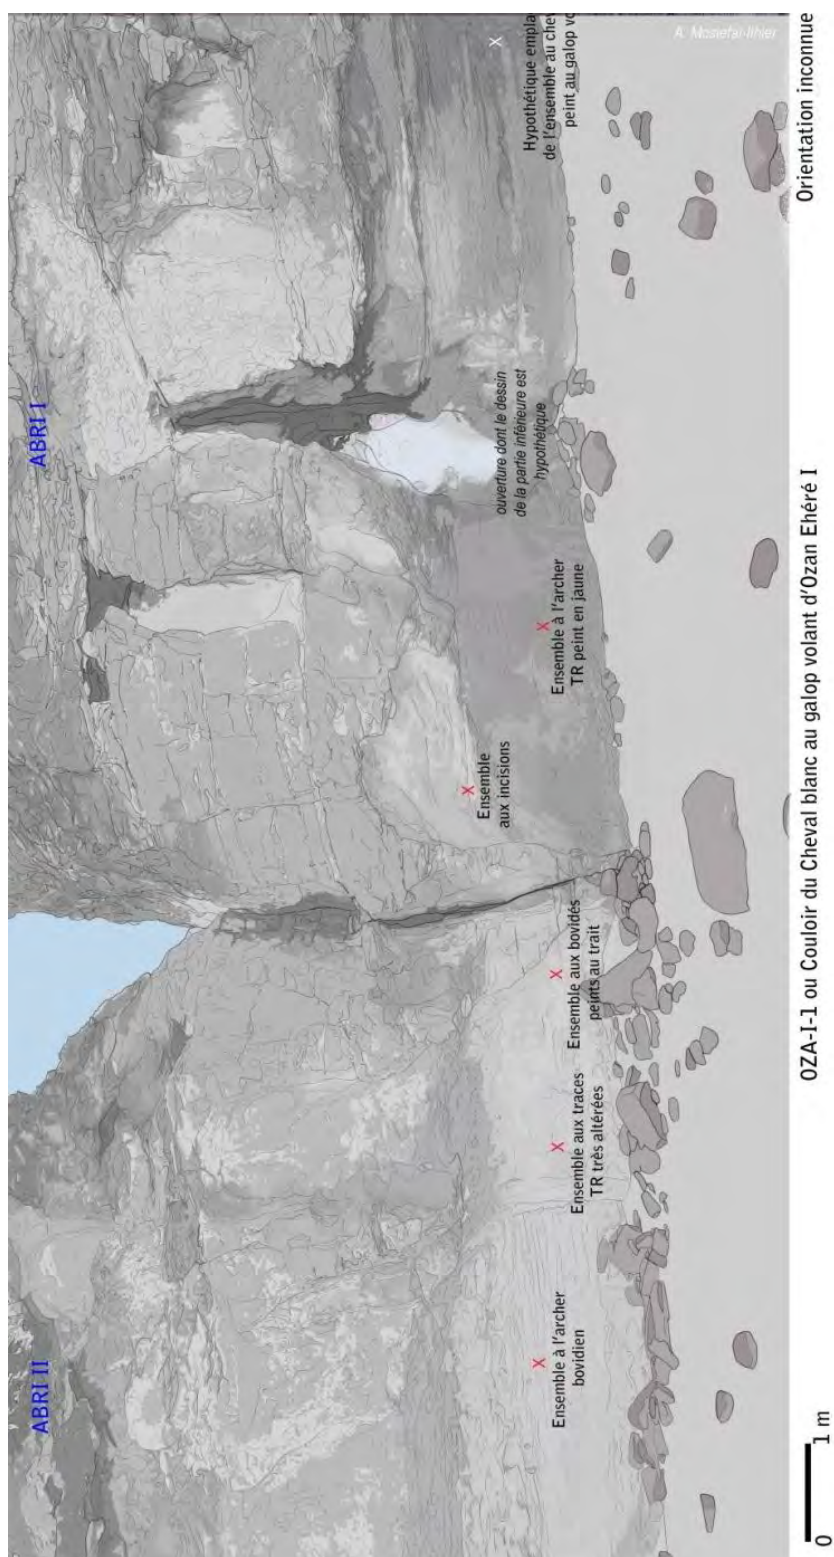 ABRI II
ABRI I
A. Mostefai-Ithier
Ensemble à l'archer
bovidien
Ensemble aux traces
TR très altérées
Ensemble aux bovidés
peints au trait
Ensemble
aux incisions
Ensemble à l'archer
TR peint en jaune
ouverture dont le dessin
de la partie inférieure est
hypothétique
Hypothétique empla
de l'ensemble au chev
peint au galop vo
0 1 m
OZA-I-1 ou Couloir du Cheval blanc au galop volant d'Ozan Ehéré I
Orientation inconnue